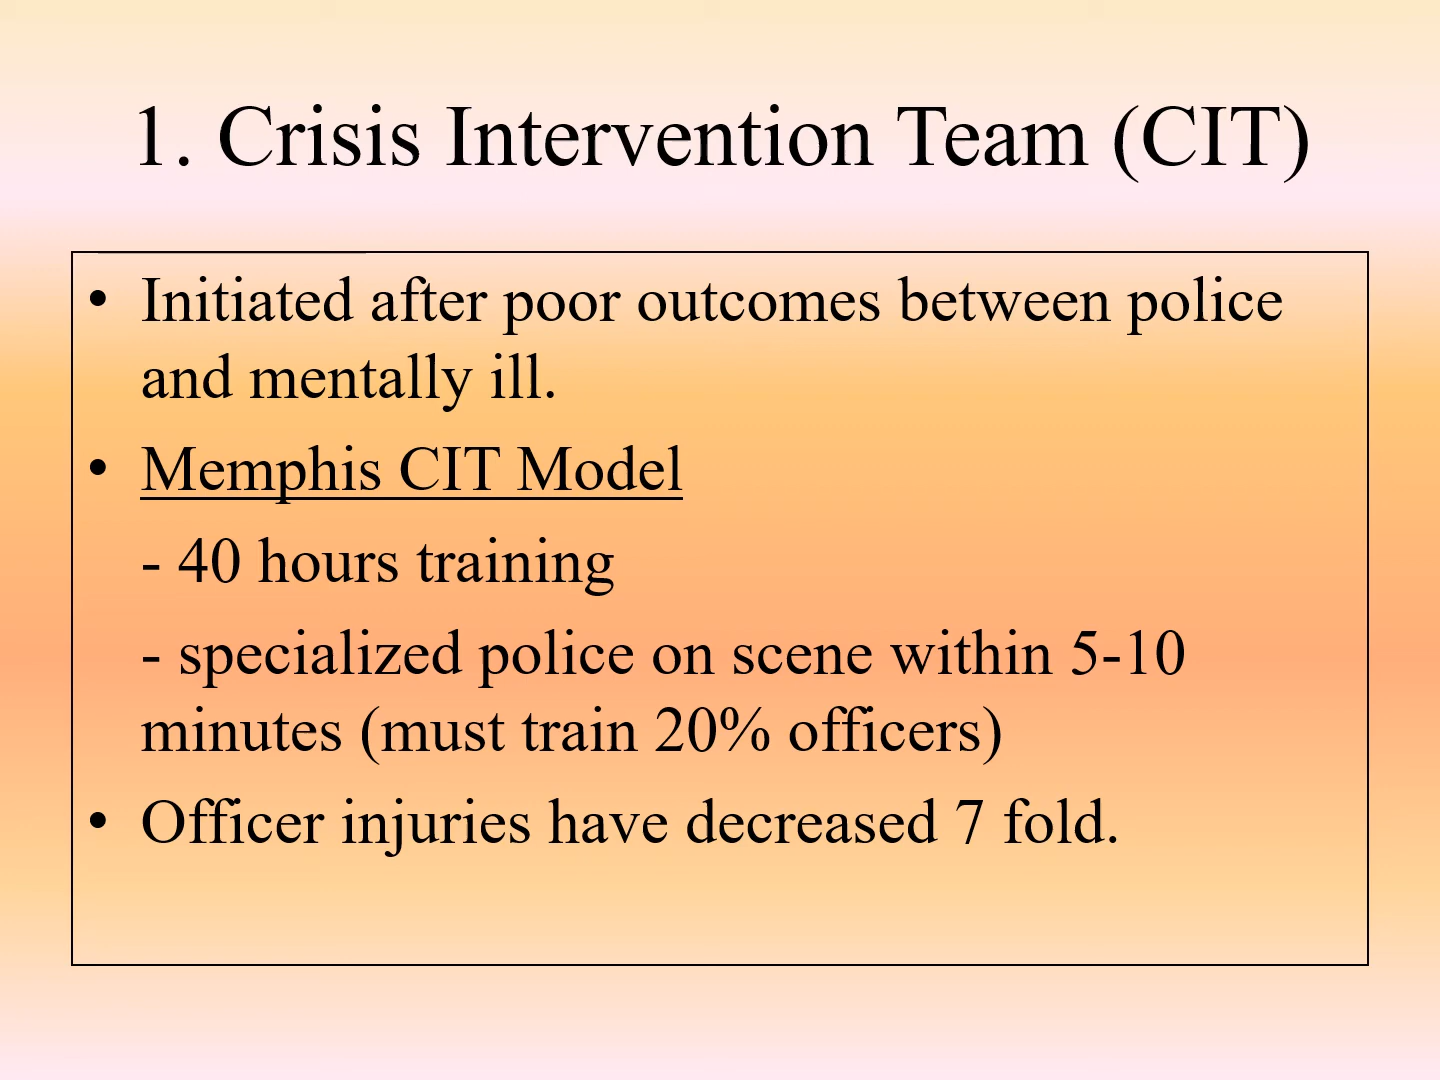 1. Crisis Intervention Team (CIT)
• Initiated after poor outcomes between police
and mentally ill.
• Memphis CIT Model
- 40 hours training
- specialized police on scene within 5-10
minutes (must train 20% officers)
• Officer injuries have decreased 7 fold.